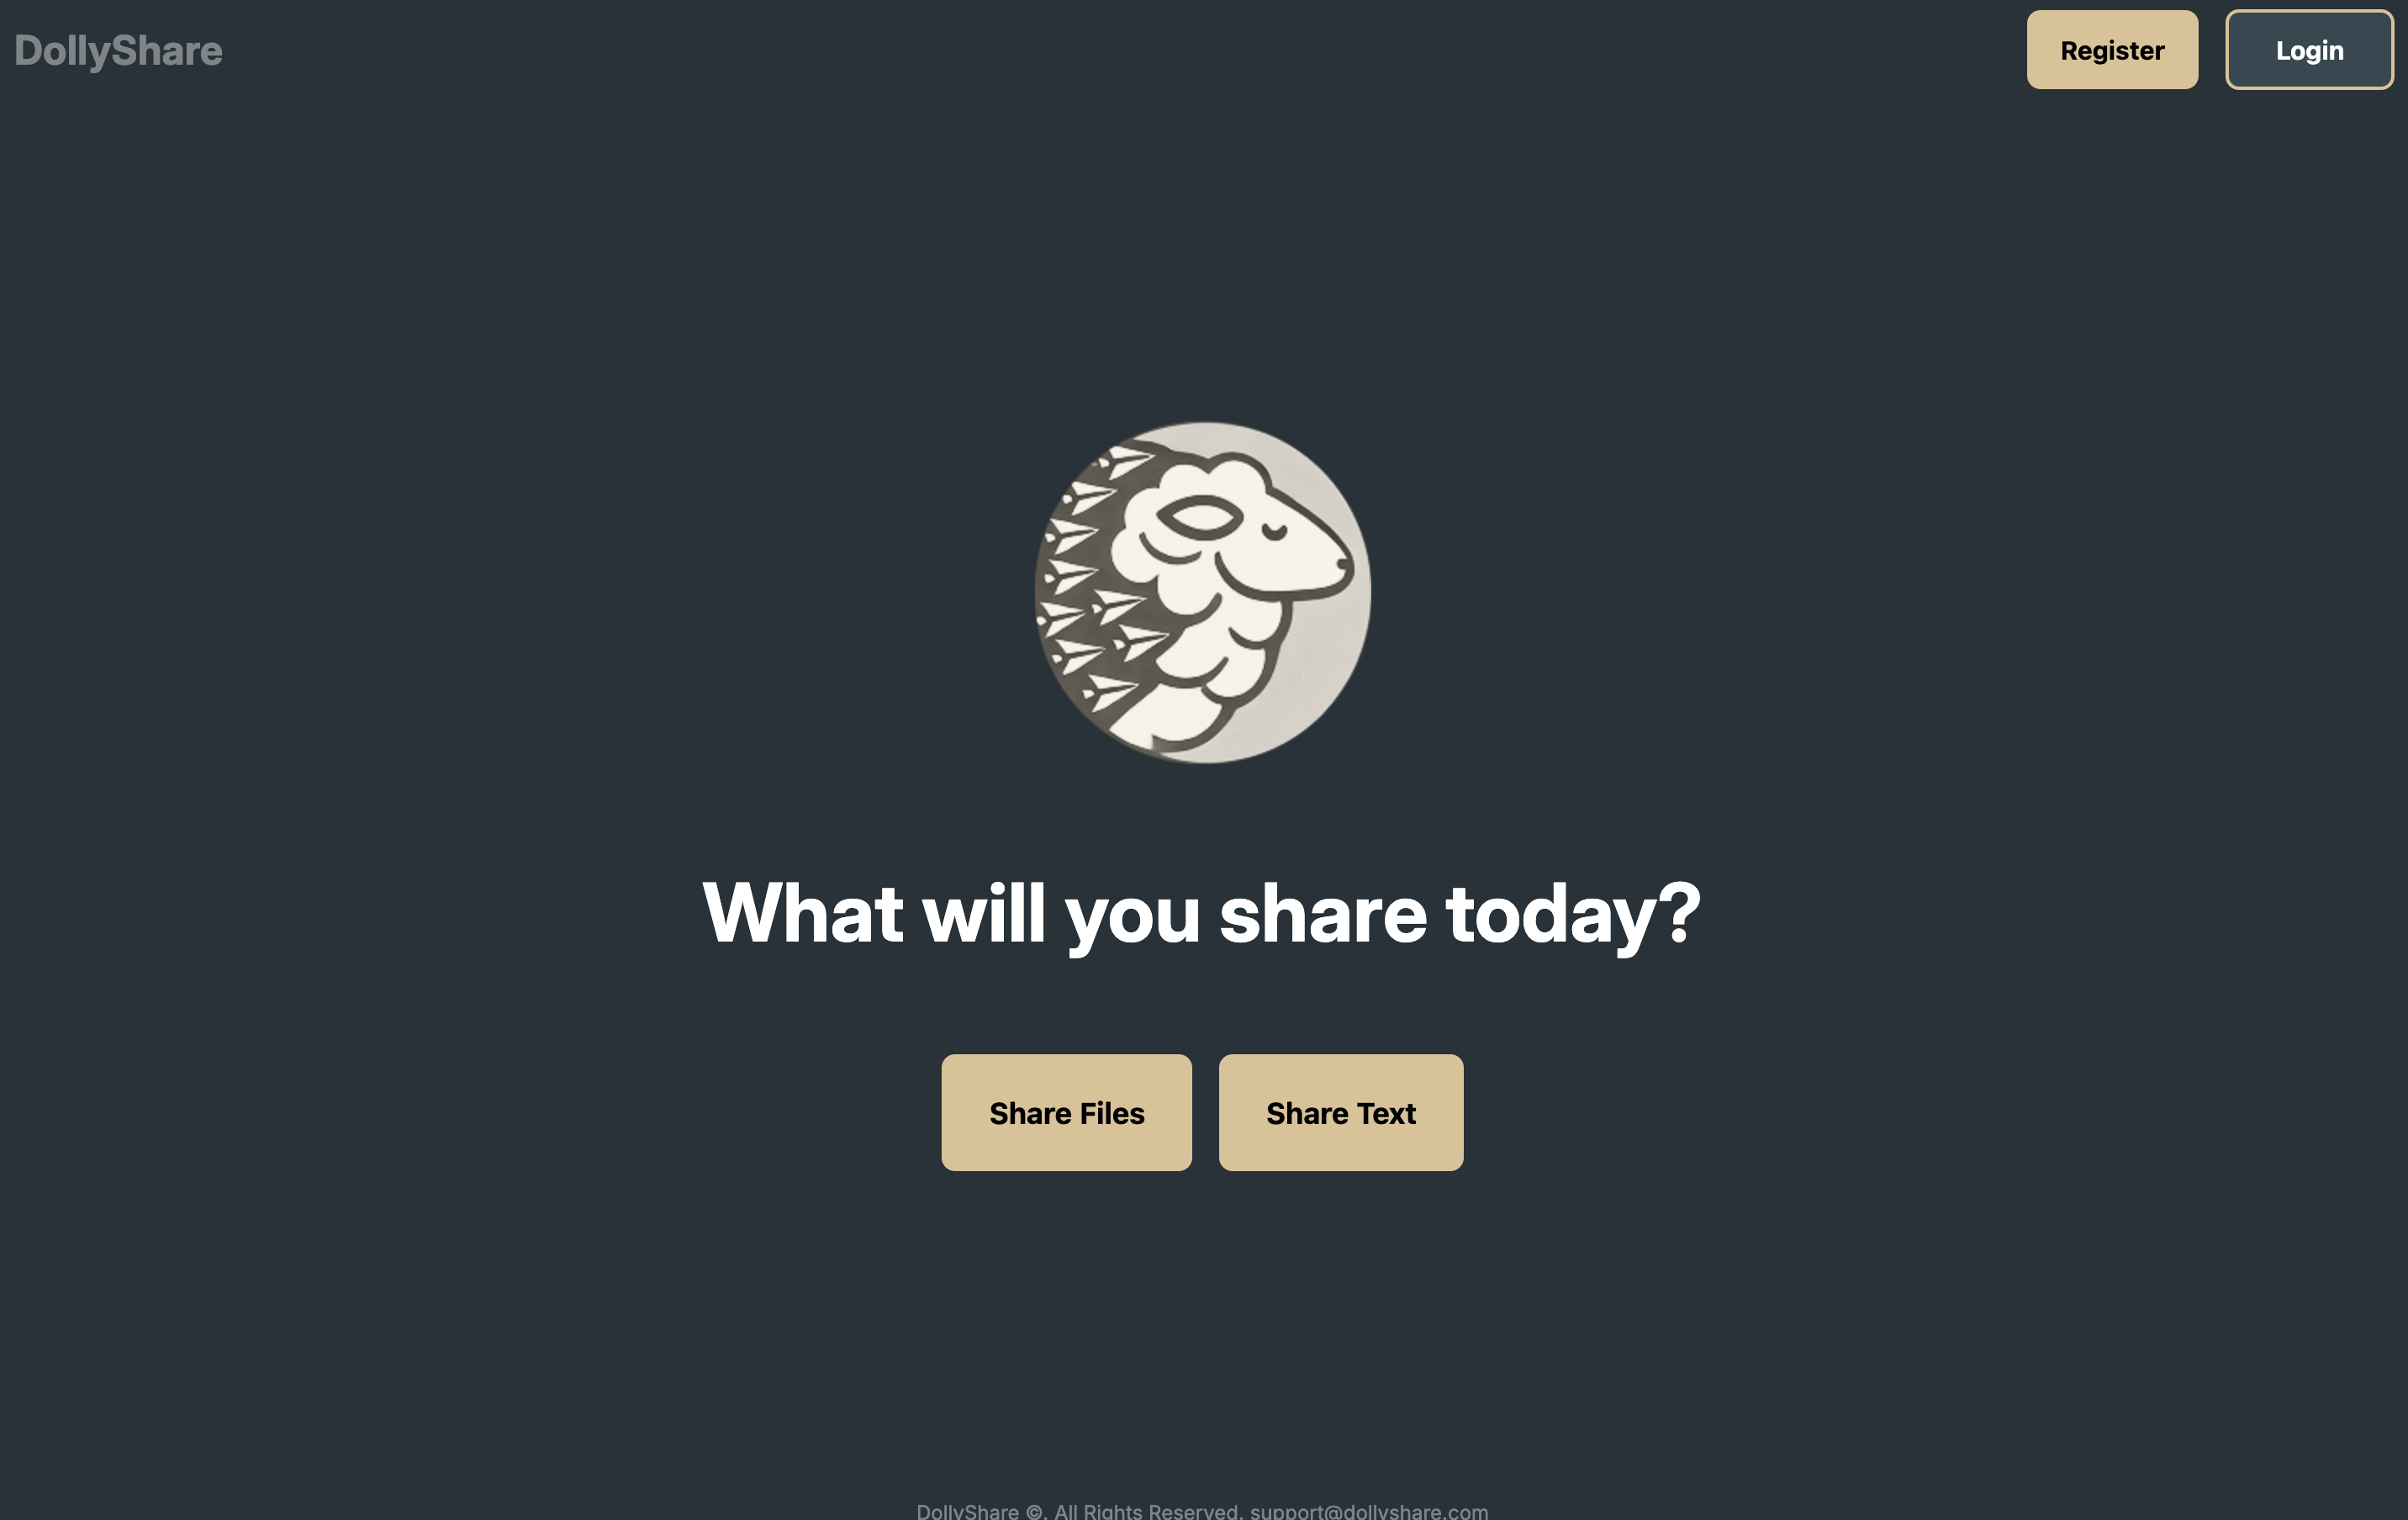 DollyShare
Register
Login
What will you share today?
Share Files
Share Text
DollyShare ©. All Rights Reserved. support@dollyshare.com